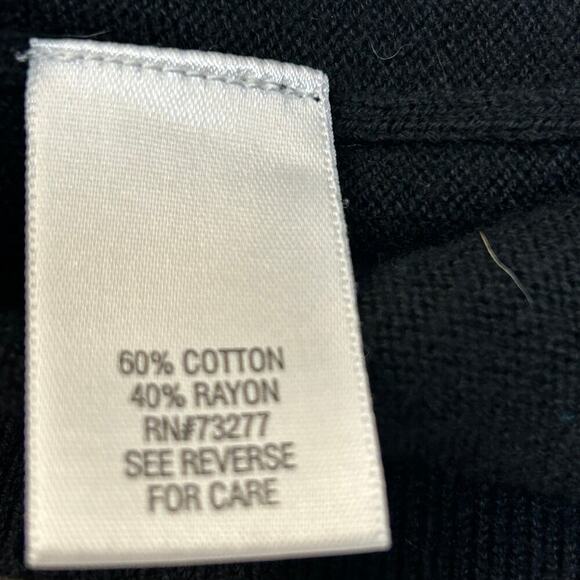 60% COTTON
40% RAYON
RN#73277
SEE REVERSE
FOR CARE